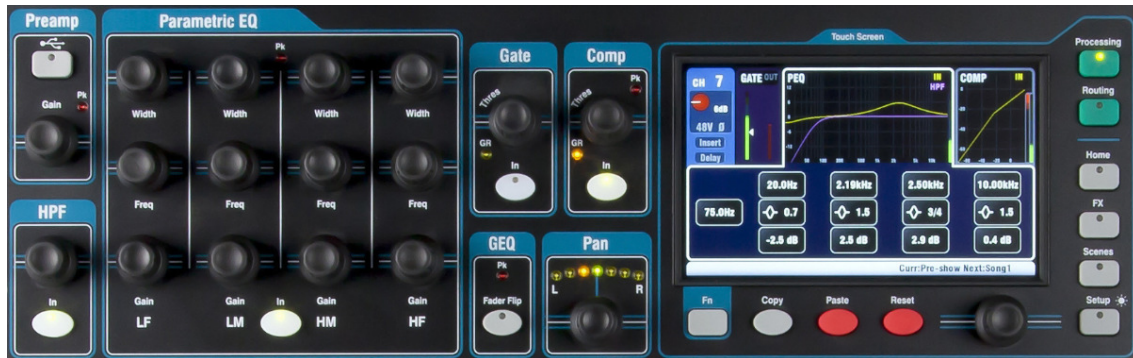 Preamp
Gain
Pk
HPF
In
Parametric EQ
Pk
Width
Width
Width
Width
Freq
Freq
Freq
Freq
Gain
Gain
In
Gain
Gain
LF
LM
HM
HF
Gate
Thres
GR
In
Comp
Pk
Thres
GR
In
GEQ
Pk
Fader Flip
Pan
L
R
Touch Screen
CH 7
0dB
48V Ø
Insert
Delay
GATE OUT
PEQ
IN
HPF
COMP
IN
75.0Hz
20.0Hz
2.10kHz
2.50kHz
10.00kHz
0.7
1.5
3/4
1.5
-2.5 dB
2.5 dB
2.9 dB
0.4 dB
Curr:Pre-show Next:Song1
Fn
Copy
Paste
Reset
Processing
Routing
Home
FX
Scenes
Setup